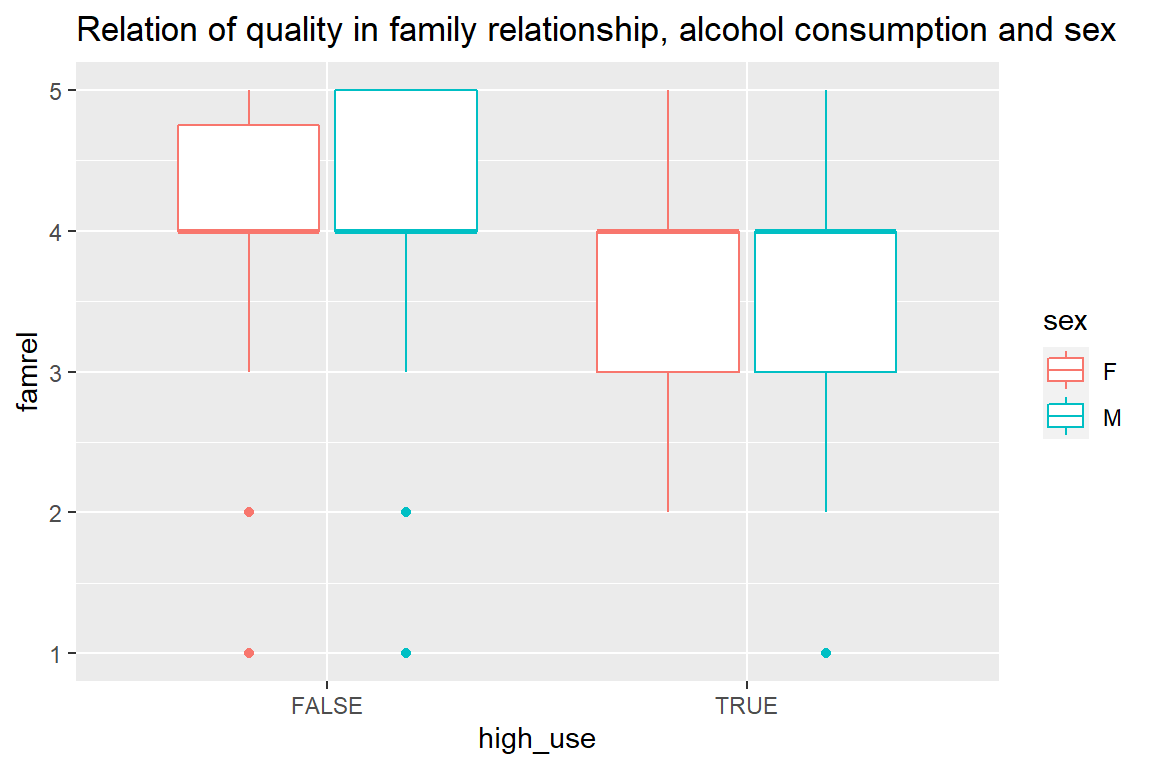 Relation of quality in family relationship, alcohol consumption and sex
5
4
3
2
1
famrel
FALSE
TRUE
high_use
sex
F
M